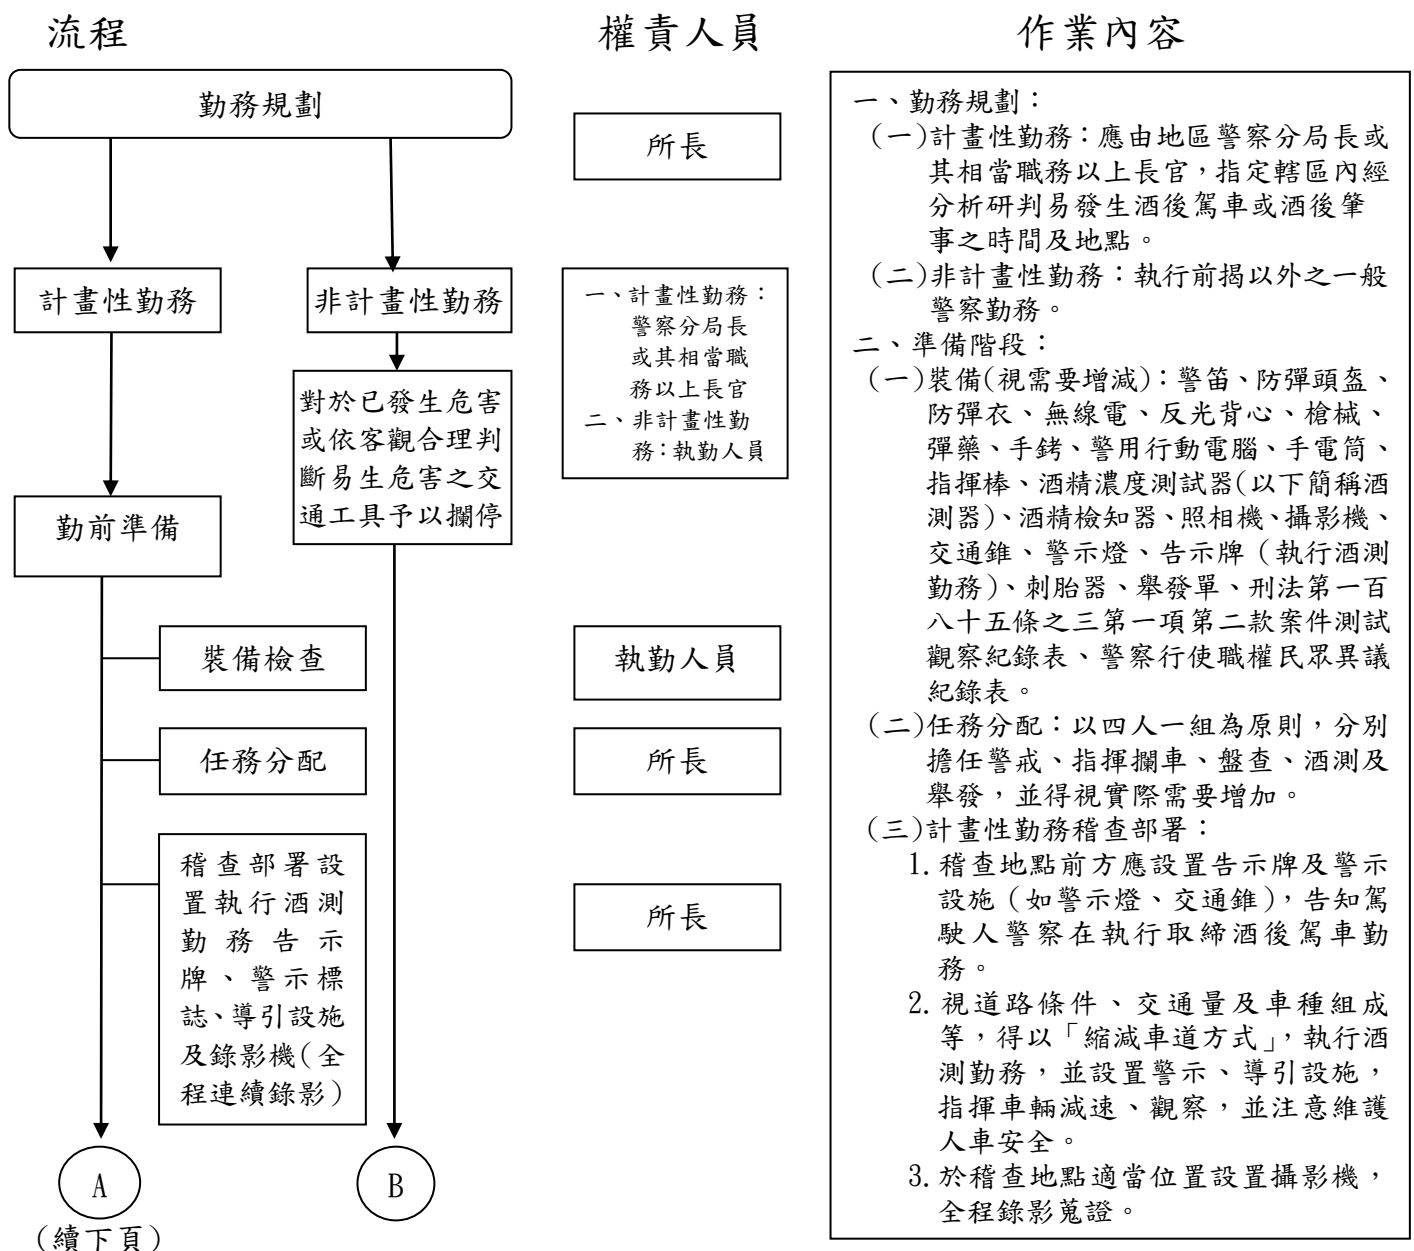 流程
權責人員
作業內容
勤務規劃
計畫性勤務
非計畫性勤務
對於已發生危害
或依客觀合理判
斷易生危害之交
通工具予以攔停
勤前準備
裝備檢查
任務分配
稽查部署設
置執行酒測
勤務告示
牌、警示標
誌、導引設施
及錄影機(全
程連續錄影)
A
(續下頁)
B
所長
一、計畫性勤務:
警察分局長
或其相當職
務以上長官
二、非計畫性勤
務:執勤人員
執勤人員
所長
所長
一、勤務規劃:
(一)計畫性勤務:應由地區警察分局長或
其相當職務以上長官,指定轄區內經
分析研判易發生酒後駕車或酒後肇
事之時間及地點。
(二)非計畫性勤務:執行前揭以外之一般
警察勤務。
二、準備階段:
(一)裝備(視需要增減):警笛、防彈頭盔、
防彈衣、無線電、反光背心、槍械、
彈藥、手銬、警用行動電腦、手電筒、
指揮棒、酒精濃度測試器(以下簡稱酒
測器)、酒精檢知器、照相機、攝影機、
交通錐、警示燈、告示牌(執行酒測
勤務)、刺胎器、舉發單、刑法第一百
八十五條之三第一項第二款案件測試
觀察紀錄表、警察行使職權民眾異議
紀錄表。
(二)任務分配:以四人一組為原則,分別
擔任警戒、指揮攔車、盤查、酒測及
舉發,並得視實際需要增加。
(三)計畫性勤務稽查部署:
1. 稽查地點前方應設置告示牌及警示
設施(如警示燈、交通錐),告知駕
駛人警察在執行取締酒後駕車勤
務。
2. 視道路條件、交通量及車種組成
等,得以「縮減車道方式」,執行酒
測勤務,並設置警示、導引設施,
指揮車輛減速、觀察,並注意維護
人車安全。
3. 於稽查地點適當位置設置攝影機,
全程錄影蒐證。